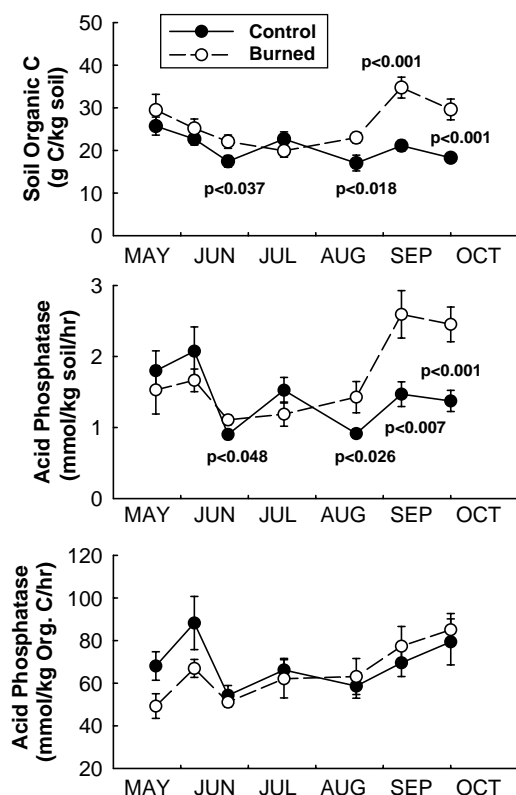 Control
Burned
Soil Organic C
(g C/kg soil)
50
40
30
20
10
0
p<0.001
p<0.001
p<0.037
p<0.018
MAY JUN JUL AUG SEP OCT
Acid Phosphatase
(mmol/kg soil/hr)
3
2
1
0
p<0.001
p<0.007
p<0.048
p<0.026
MAY JUN JUL AUG SEP OCT
Acid Phosphatase
(mmol/kg Org. C/hr)
120
100
80
60
40
20
MAY JUN JUL AUG SEP OCT